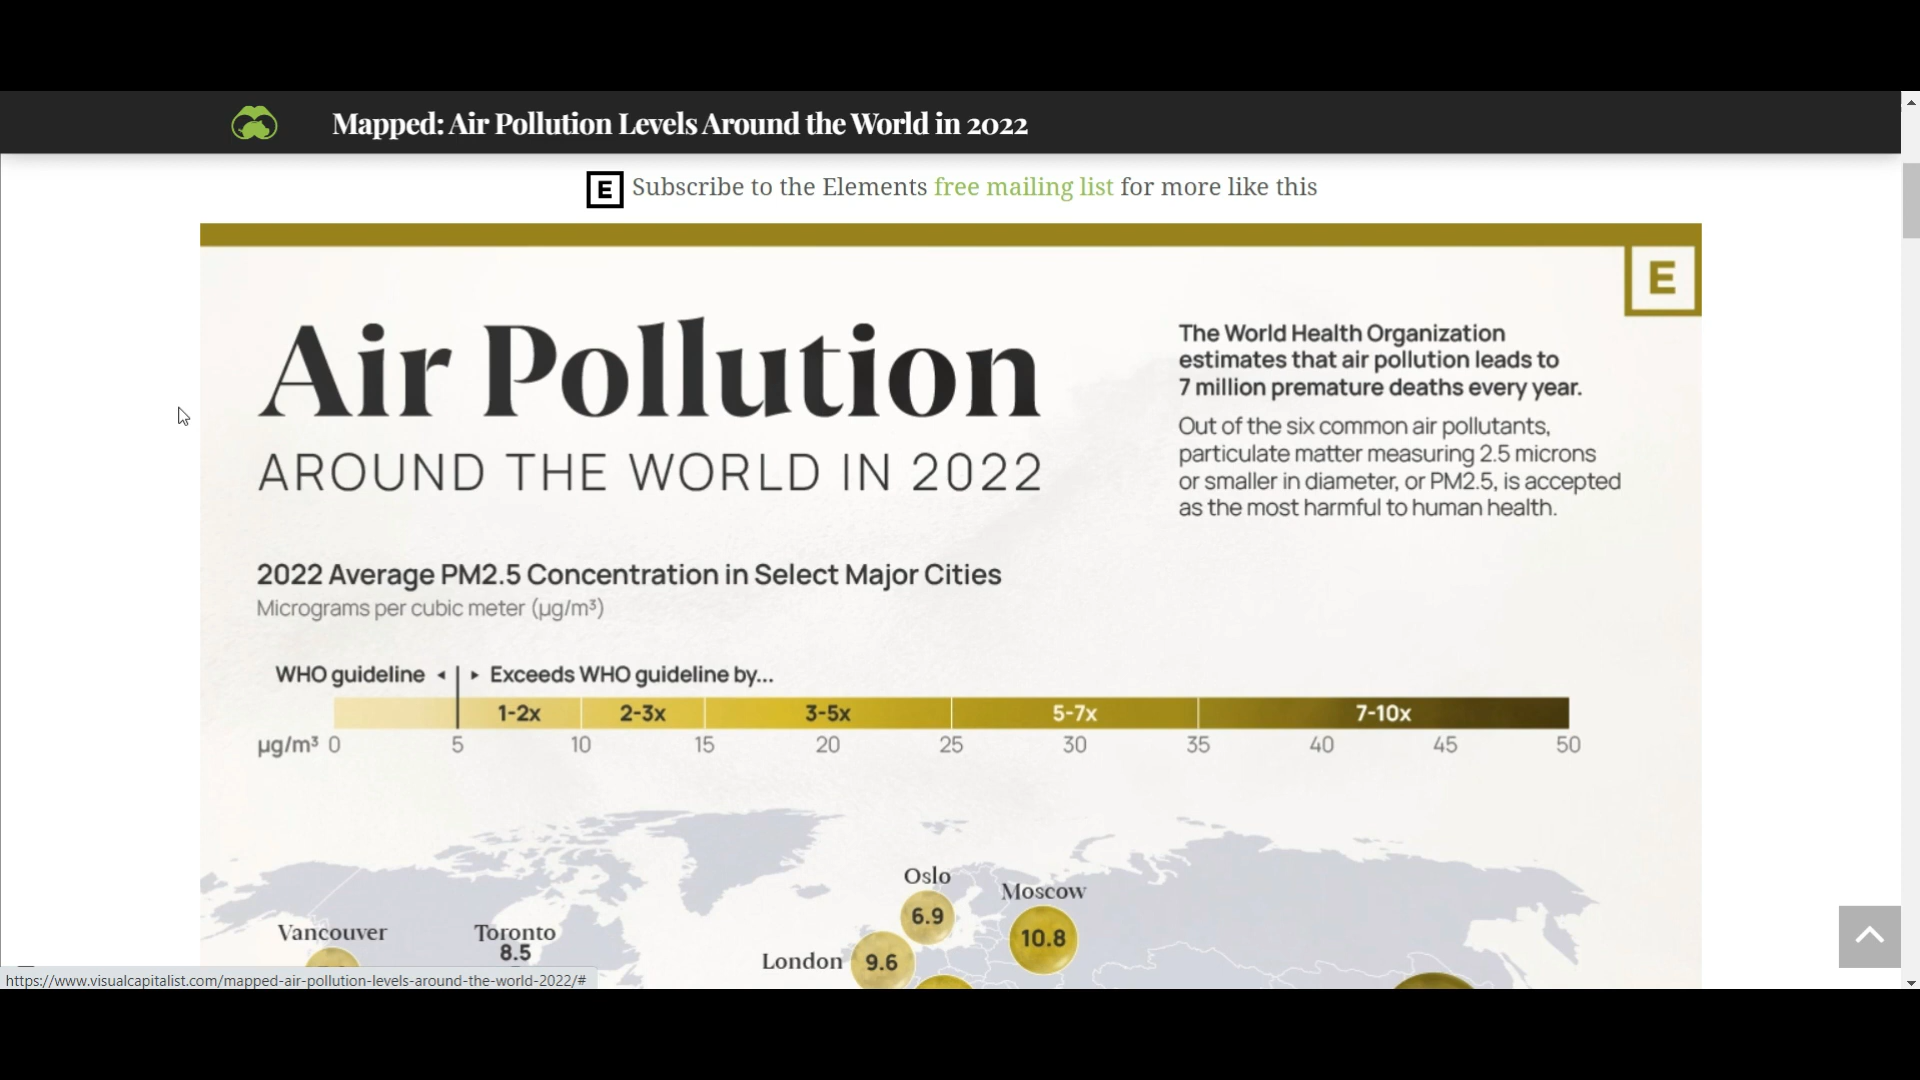 Mapped: Air Pollution Levels Around the World in 2022
E Subscribe to the Elements free mailing list for more like this
E
Air Pollution
AROUND THE WORLD IN 2022
The World Health Organization
estimates that air pollution leads to
7 million premature deaths every year.
Out of the six common air pollutants,
particulate matter measuring 2.5 microns
or smaller in diameter, or PM2.5, is accepted
as the most harmful to human health.
2022 Average PM2.5 Concentration in Select Major Cities
Micrograms per cubic meter (µg/m³)
WHO guideline
Exceeds WHO guideline by...
1-2x 2-3x 3-5x 5-7x 7-10x
µg/m³ 0 5 10 15 20 25 30 35 40 45 50
Oslo
6.9
Moscow
10.8
Vancouver
Toronto
8.5
London 9.6
https://www.visualcapitalist.com/mapped-air-pollution-levels-around-the-world-2022/#